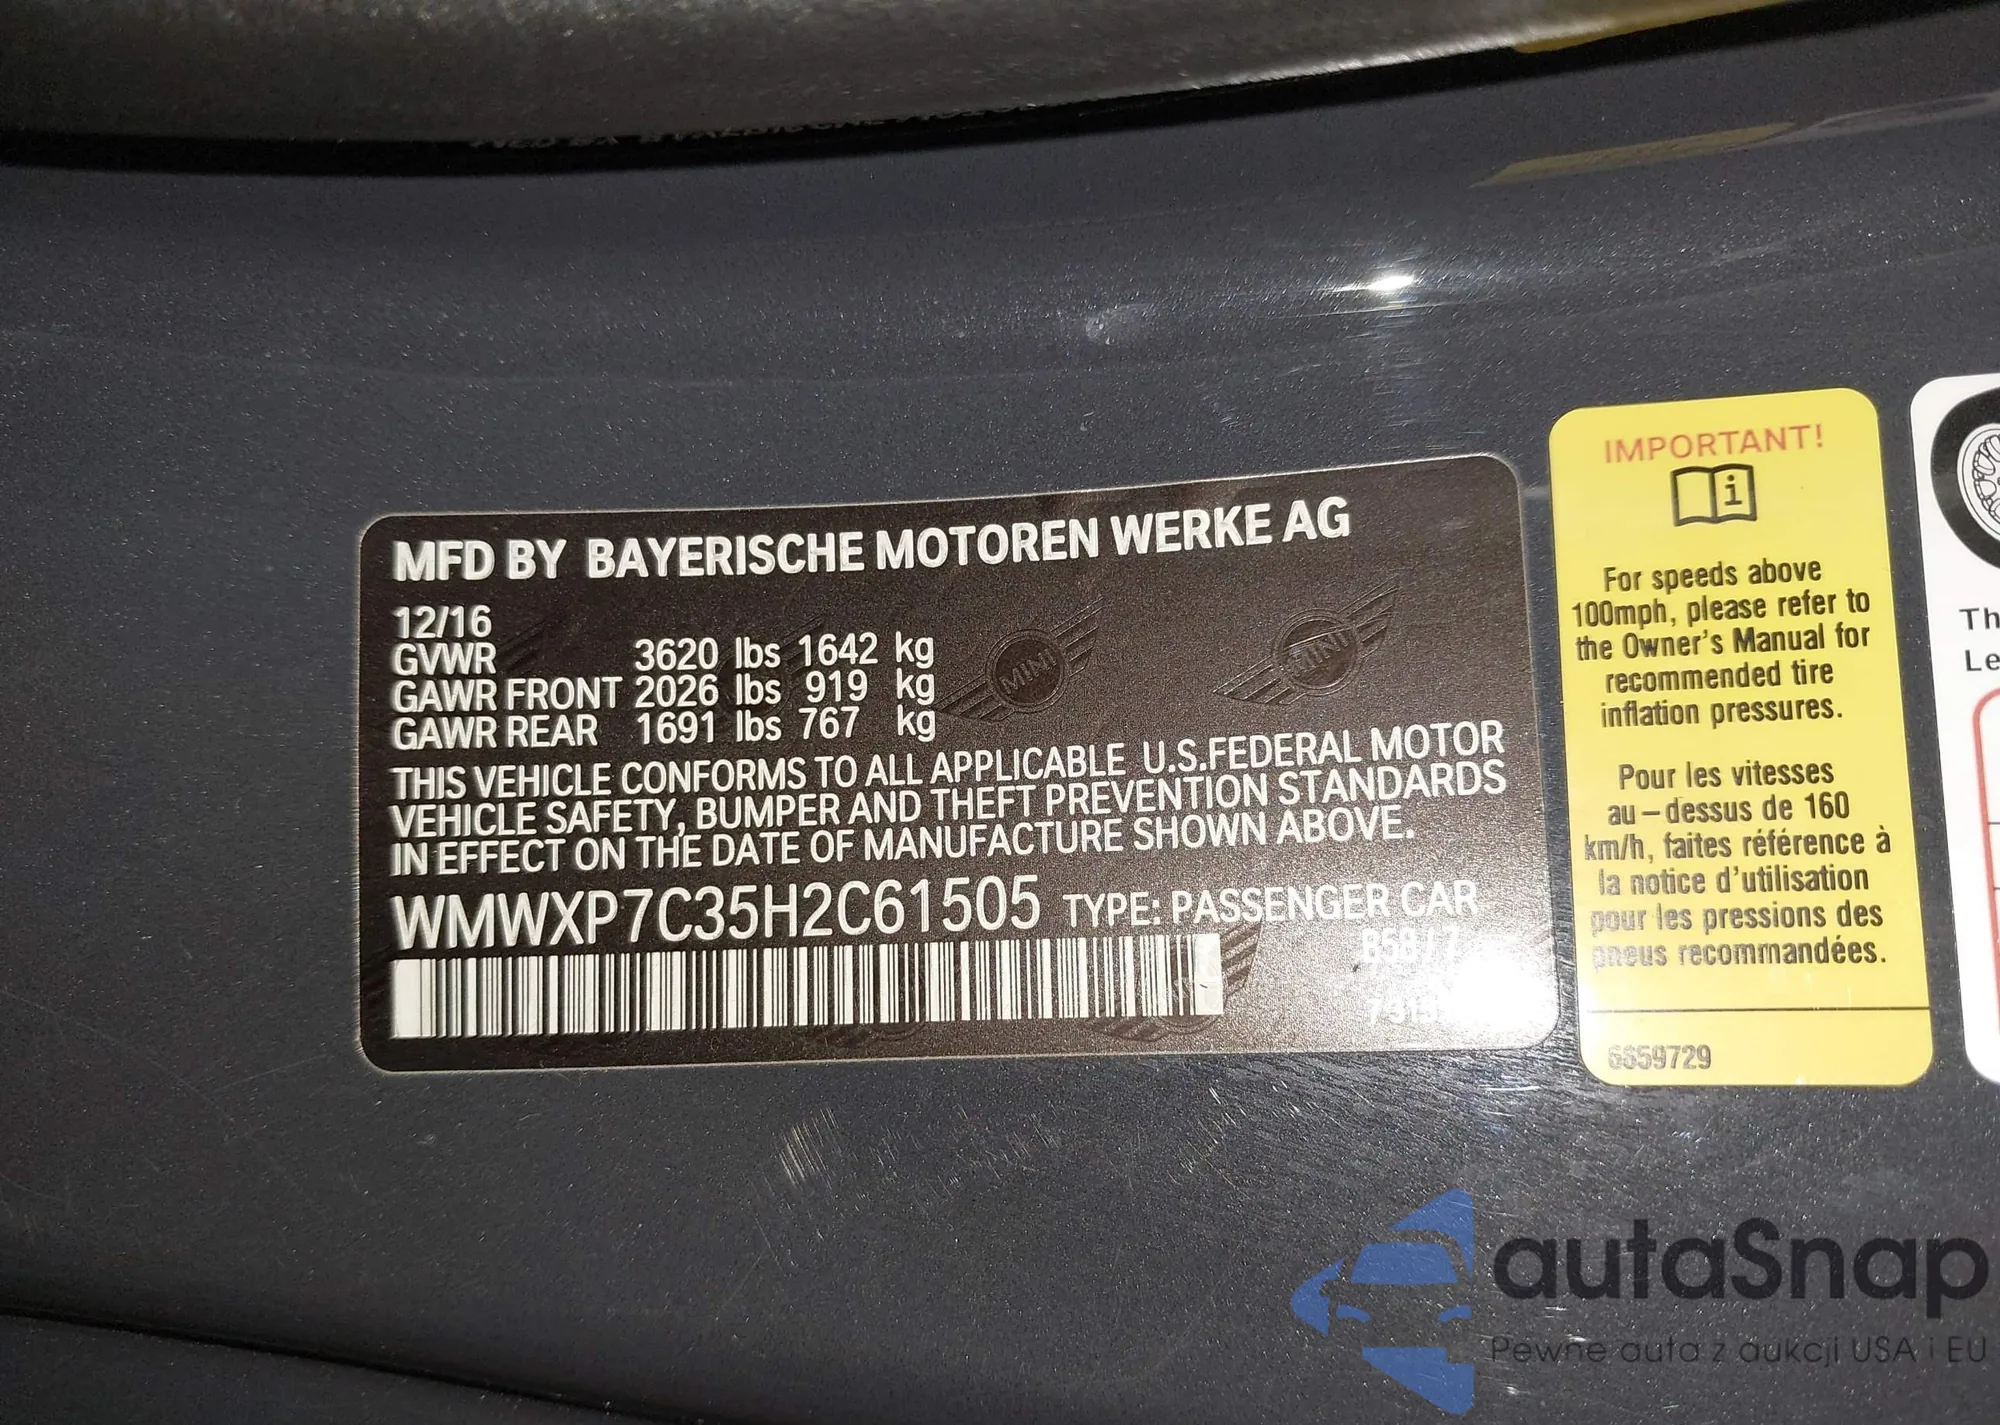 MFD BY BAYERISCHE MOTOREN WERKE AG
12/16
GVWR 3620 lbs 1642 kg
GAWR FRONT 2026 lbs 919 kg
GAWR REAR 1691 lbs 767 kg
THIS VEHICLE CONFORMS TO ALL APPLICABLE U.S.FEDERAL MOTOR
VEHICLE SAFETY, BUMPER AND THEFT PREVENTION STANDARDS
IN EFFECT ON THE DATE OF MANUFACTURE SHOWN ABOVE.
WMWXP7C35H2C61505 TYPE: PASSENGER CAR
MINI
MINI
IMPORTANT!
For speeds above
100mph, please refer to
the Owner's Manual for
recommended tire
inflation pressures.
Pour les vitesses
au-dessus de 160
km/h, faites référence à
la notice d'utilisation
pour les pressions des
pneus recommandées.
6659729
Th
Le
autaSnap
Pewne auta z aukcji USA i EU